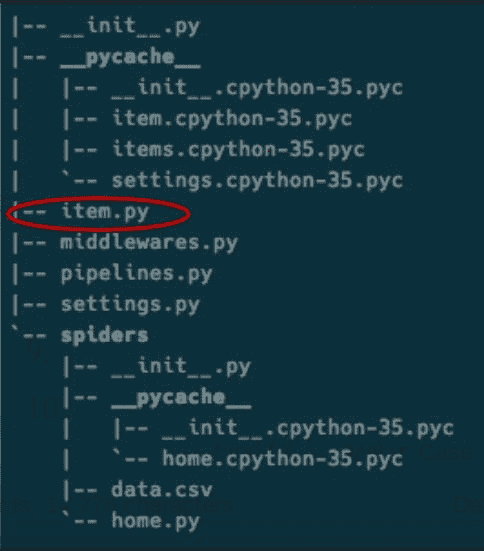 |-- __init__.py
|-- __pycache__
|   |-- __init__.cpython-35.pyc
|   |-- item.cpython-35.pyc
|   |-- items.cpython-35.pyc
|   `-- settings.cpython-35.pyc
|-- item.py
|-- middlewares.py
|-- pipelines.py
|-- settings.py
`-- spiders
    |-- __init__.py
    |-- __pycache__
    |   |-- __init__.cpython-35.pyc
    |   `-- home.cpython-35.pyc
    |-- data.csv
    `-- home.py